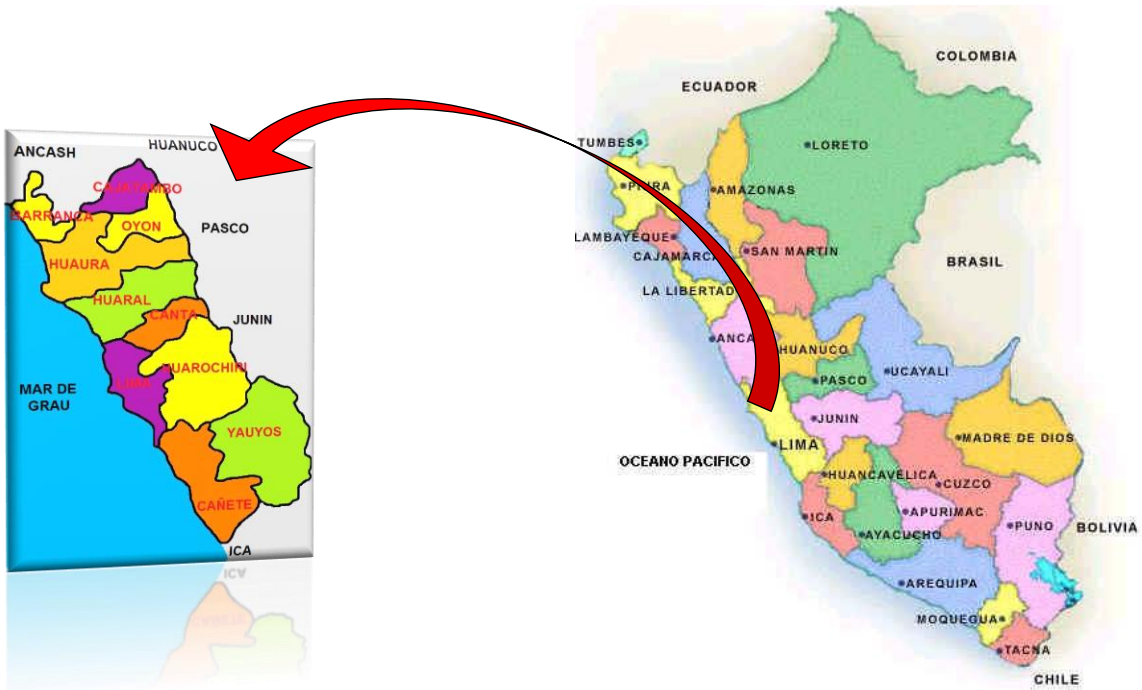 ANCASH
HUANUCO
CAJATAMBO
BARRANCA
OYON
PASCO
HUAURA
HUARAL
CANTA
JUNIN
HUAROCHIRI
LIMA
MAR DE
GRAU
YAUYOS
CAÑETE
ICA
COLOMBIA
ECUADOR
TUMBES
LORETO
PIURA
AMAZONAS
LAMBAYEQUE
SAN MARTIN
CAJAMARCA
BRASIL
LA LIBERTAD
ANCA
HUANUCO
PASCO
UCAYALI
JUNIN
MADRE DE DIOS
LIMA
OCEANO PACIFICO
HUANCAVELICA
CUZCO
ICA
APURIMAC
PUNO
BOLIVIA
AYACUCHO
AREQUIPA
MOQUEGUA
TACNA
CHILE